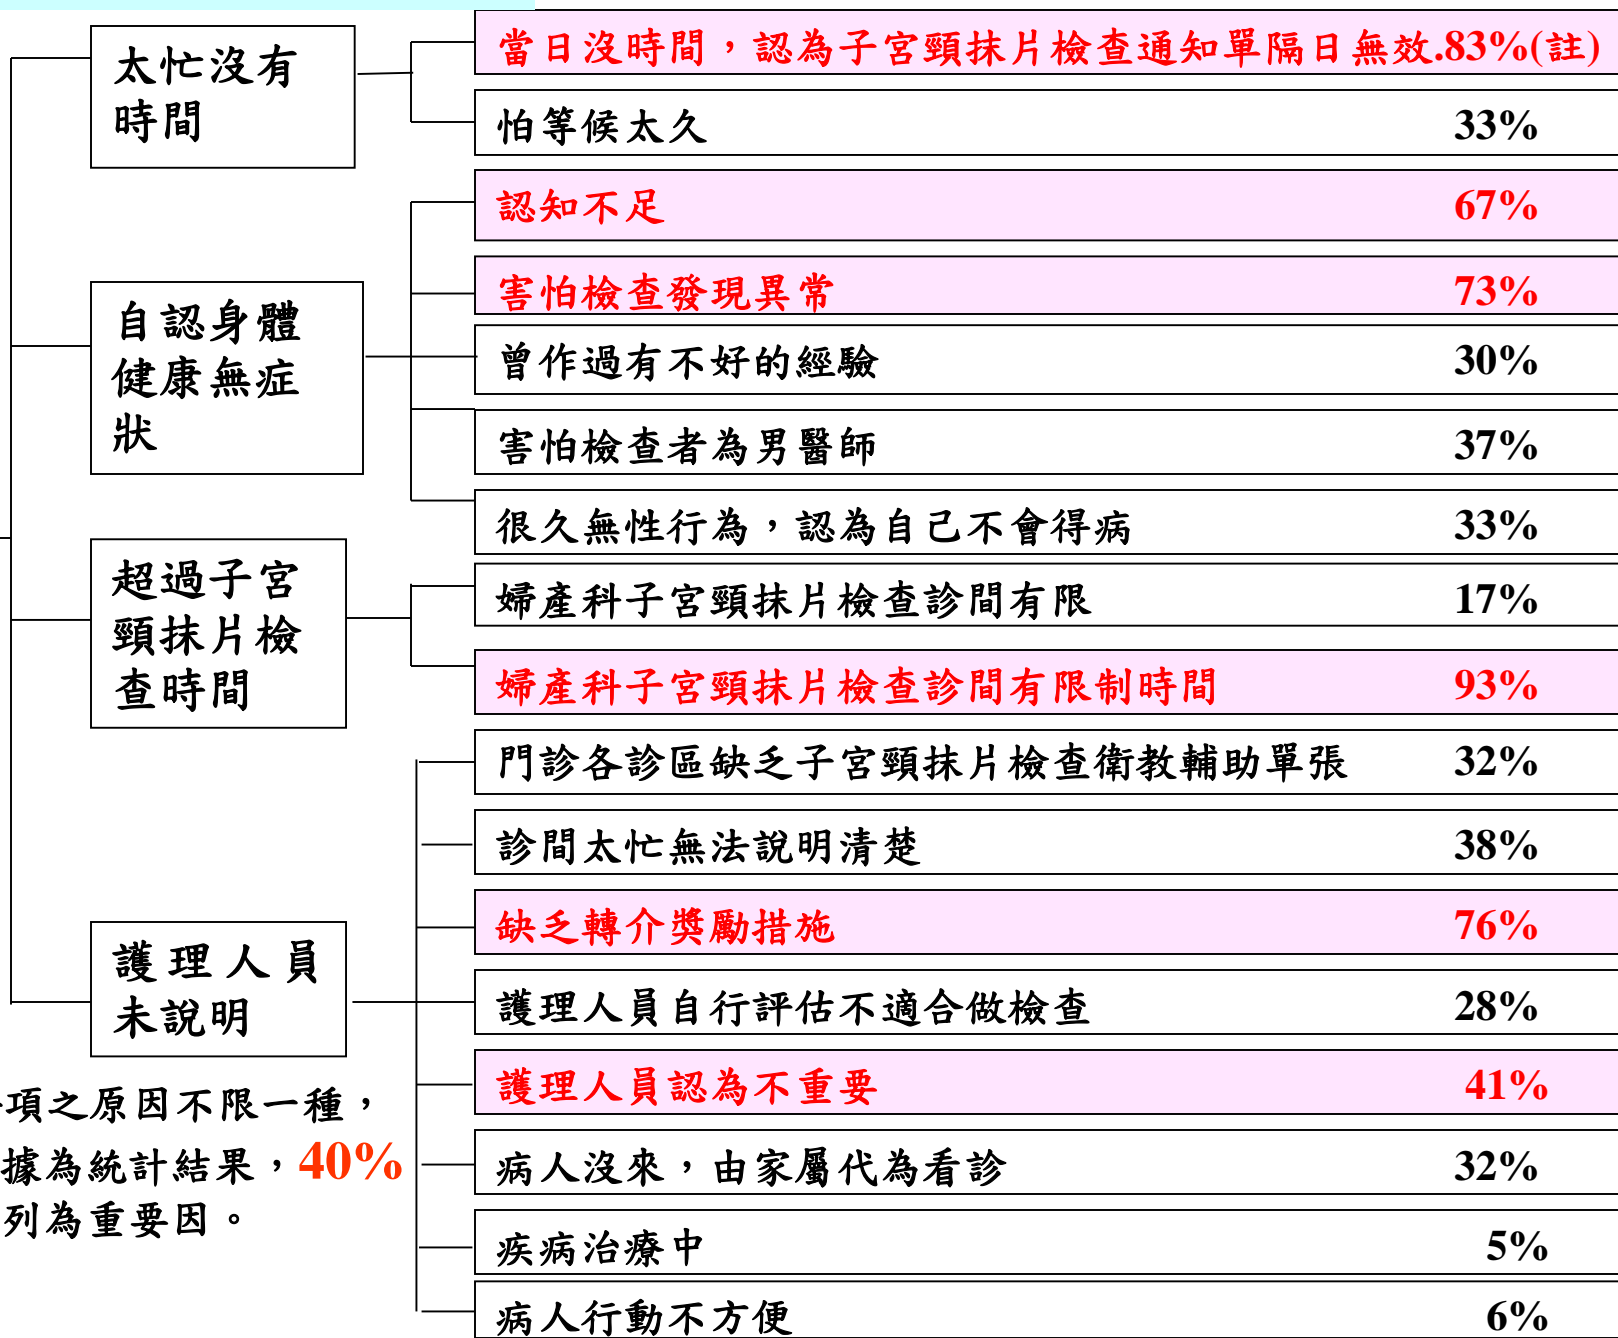 太忙沒有
時間
當日沒時間，認為子宮頸抹片檢查通知單隔日無效.83%(註)
怕等候太久 33%
自認身體
健康無症
狀
認知不足 67%
害怕檢查發現異常 73%
曾作過有不好的經驗 30%
害怕檢查者為男醫師 37%
很久無性行為，認為自己不會得病 33%
超過子宮
頸抹片檢
查時間
婦產科子宮頸抹片檢查診間有限 17%
婦產科子宮頸抹片檢查診間有限制時間 93%
護理人員
未說明
門診各診區缺乏子宮頸抹片檢查衛教輔助單張 32%
診間太忙無法說明清楚 38%
缺乏轉介獎勵措施 76%
護理人員自行評估不適合做檢查 28%
護理人員認為不重要 41%
病人沒來，由家屬代為看診 32%
疾病治療中 5%
病人行動不方便 6%
項之原因不限一種，
據為統計結果，40%
列為重要因。